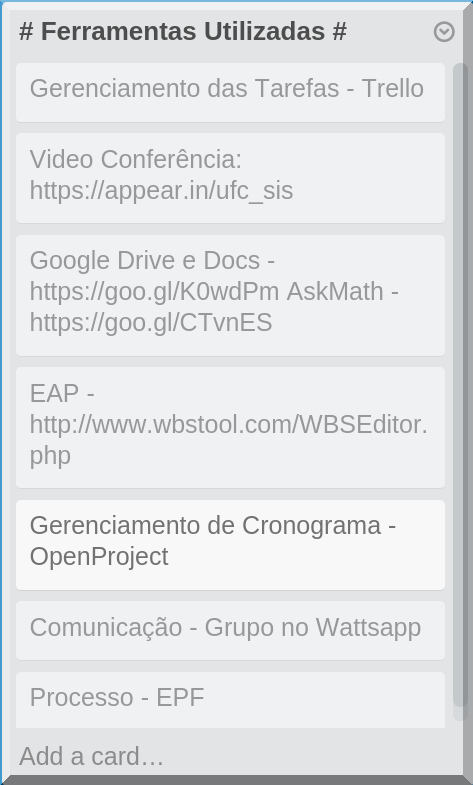 # Ferramentas Utilizadas #
Gerenciamento das Tarefas - Trello
Video Conferência:
https://appear.in/ufc_sis
Google Drive e Docs -
https://goo.gl/K0wdPm AskMath -
https://goo.gl/CTvnES
EAP -
http://www.wbstool.com/WBSEditor.
php
Gerenciamento de Cronograma -
OpenProject
Comunicação - Grupo no Wattsapp
Processo - EPF
Add a card…